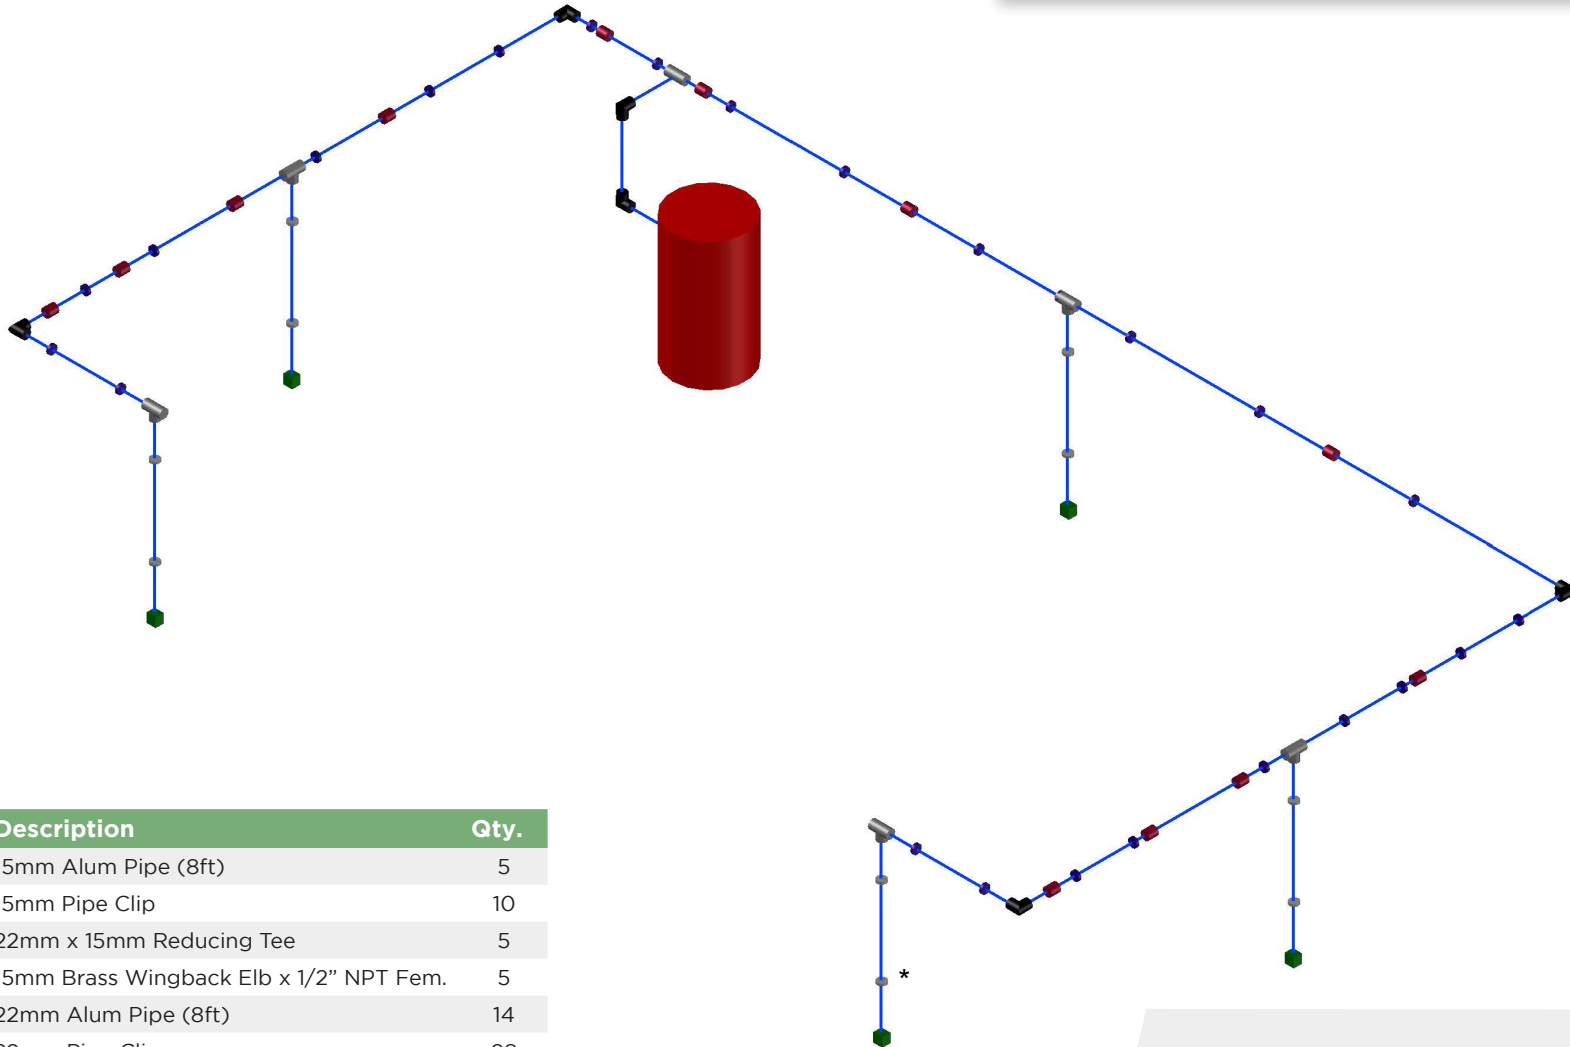 Description Qty.
5mm Alum Pipe (8ft) 5
5mm Pipe Clip 10
22mm x 15mm Reducing Tee 5
5mm Brass Wingback Elb x 1/2” NPT Fem. 5
22mm Alum Pipe (8ft) 14
*